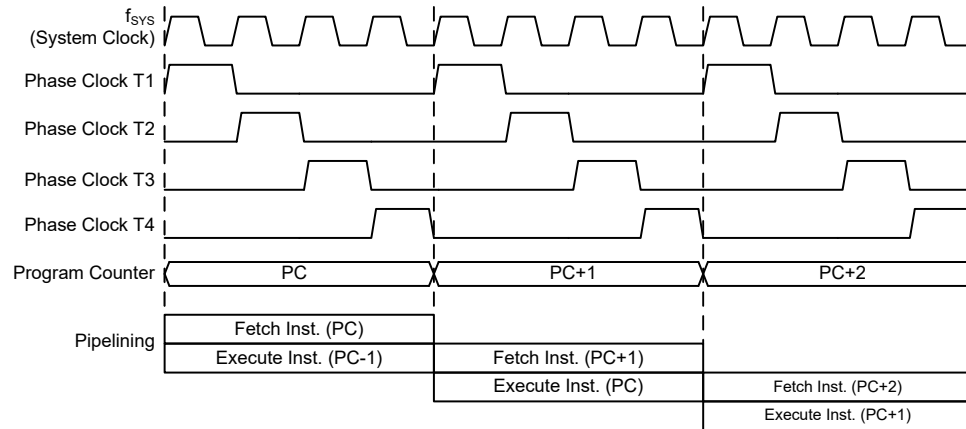 fSYS
(System Clock)
Phase Clock T1
Phase Clock T2
Phase Clock T3
Phase Clock T4
Program Counter PC PC+1 PC+2
Pipelining
Fetch Inst. (PC)
Execute Inst. (PC-1) Fetch Inst. (PC+1)
Execute Inst. (PC) Fetch Inst. (PC+2)
Execute Inst. (PC+1)